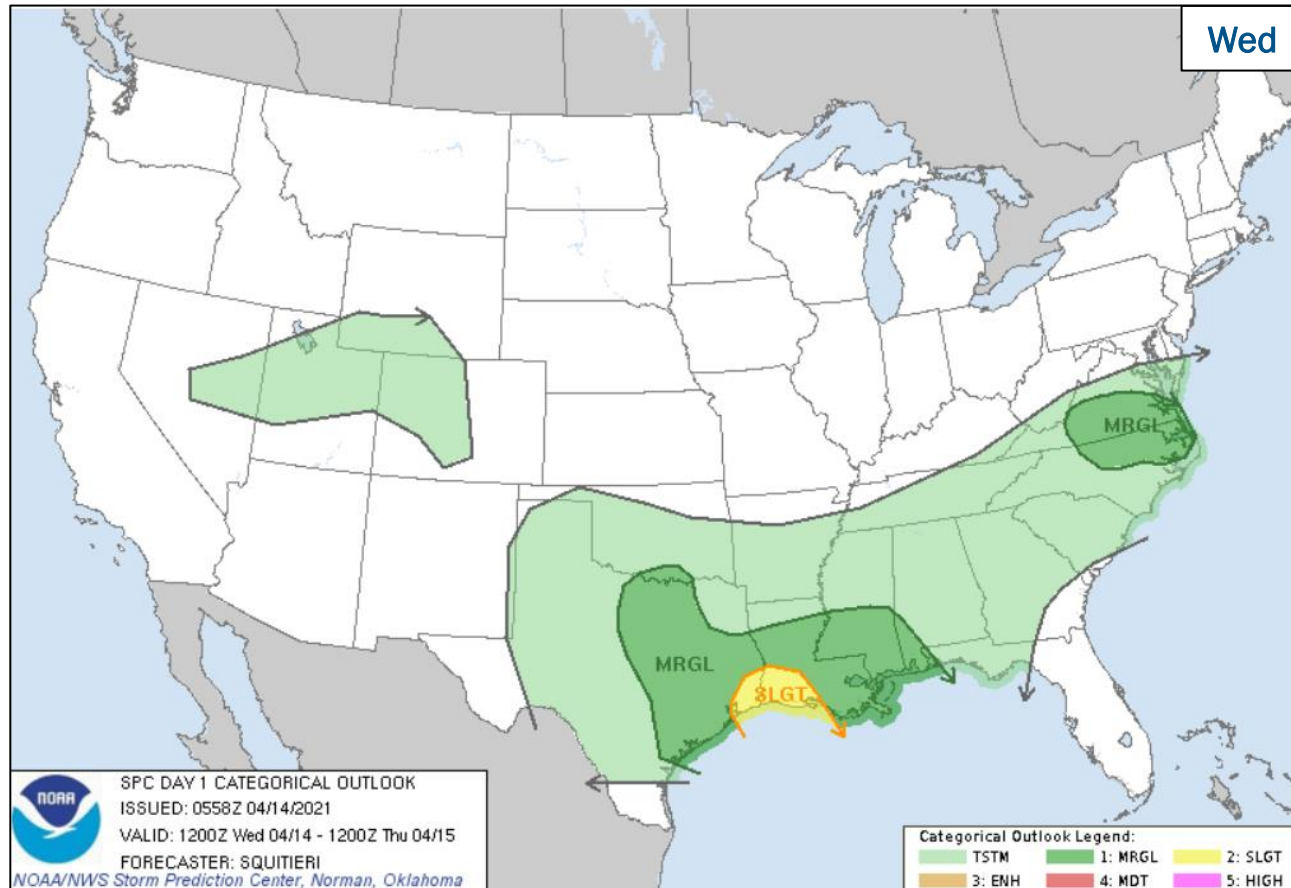 Wed
MRGL
MRGL
SLGT
NOAA
SPC DAY 1 CATEGORICAL OUTLOOK
ISSUED: 0558Z 04/14/2021
VALID: 1200Z Wed 04/14 - 1200Z Thu 04/15
FORECASTER: SQUITIERI
NOAA/NWS Storm Prediction Center, Norman, Oklahoma
Categorical Outlook Legend:
TSTM 1: MRGL 2: SLGT
3: ENH 4: MDT 5: HIGH